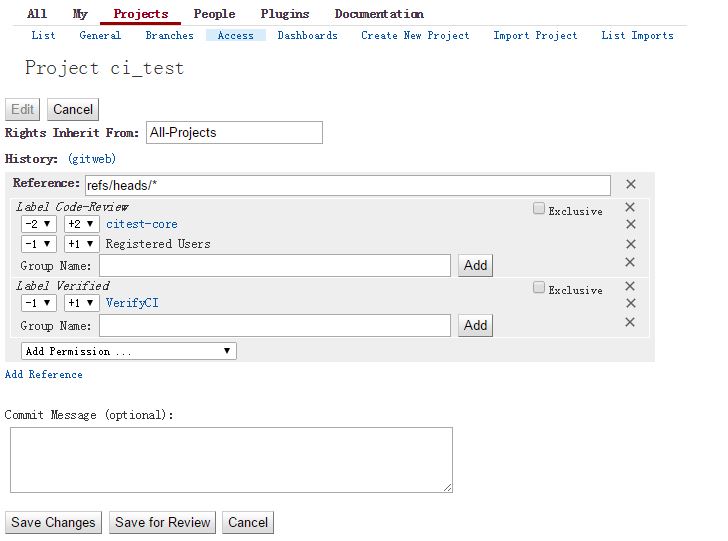 All My Projects People Plugins Documentation
List General Branches Access Dashboards Create New Project Import Project List Imports
Project ci_test
Edit Cancel
Rights Inherit From: All-Projects
History: (gitweb)
Reference: refs/heads/*
Label Code-Review Exclusive
-2 +2 citest-core
-1 +1 Registered Users
Group Name: Add
Label Verified Exclusive
-1 +1 VerifyCI
Group Name: Add
Add Permission ...
Add Reference
Commit Message (optional):
Save Changes Save for Review Cancel